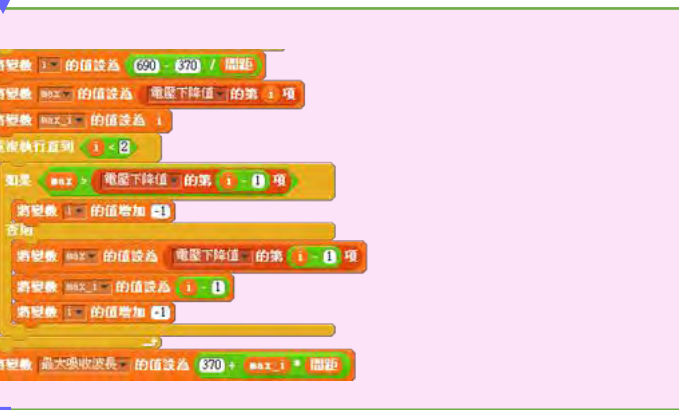 變數 i 的值設為 690 - 370 / 間距
變數 max 的值設為 電壓下降值 的第 i 項
變數 max_i 的值設為 i
重複執行直到 i < 2
如果 max > 電壓下降值 的第 i - 1 項
將變數 i 的值增加 -1
否則
將變數 max 的值設為 電壓下降值 的第 i - 1 項
將變數 max_i 的值設為 i - 1
將變數 i 的值增加 -1
變數 最大吸收波長 的值設為 370 + max_i * 間距